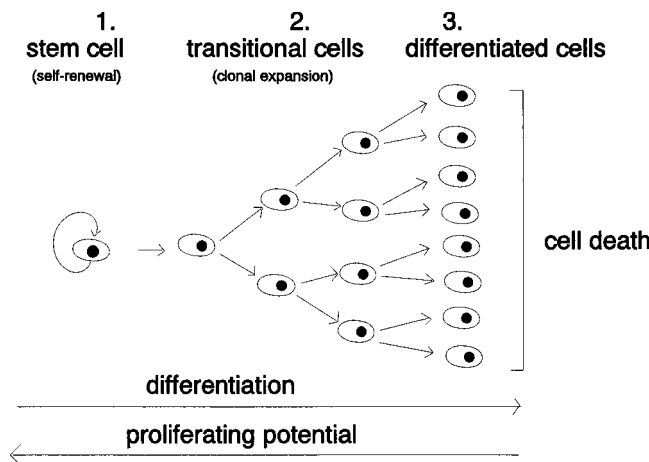 1. 2. 3.
stem cell transitional cells differentiated cells
(self-renewal) (clonal expansion)
cell death
differentiation
proliferating potential